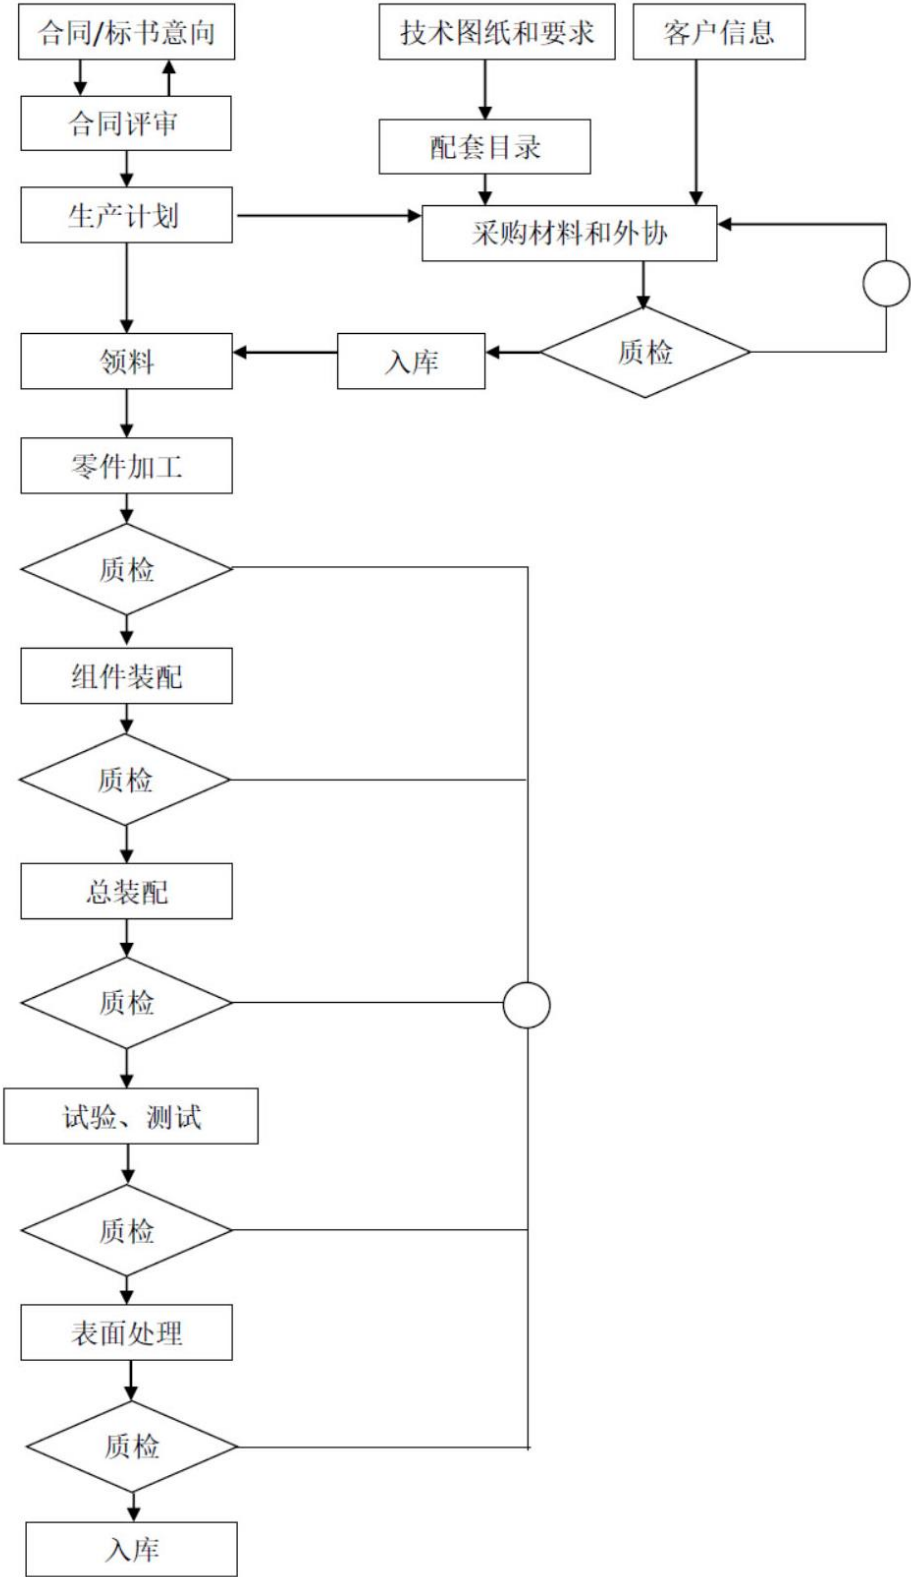 合同/标书意向
技术图纸和要求
客户信息
合同评审
配套目录
生产计划
采购材料和外协
领料
入库
质检
零件加工
质检
组件装配
质检
总装配
质检
试验、测试
质检
表面处理
质检
入库